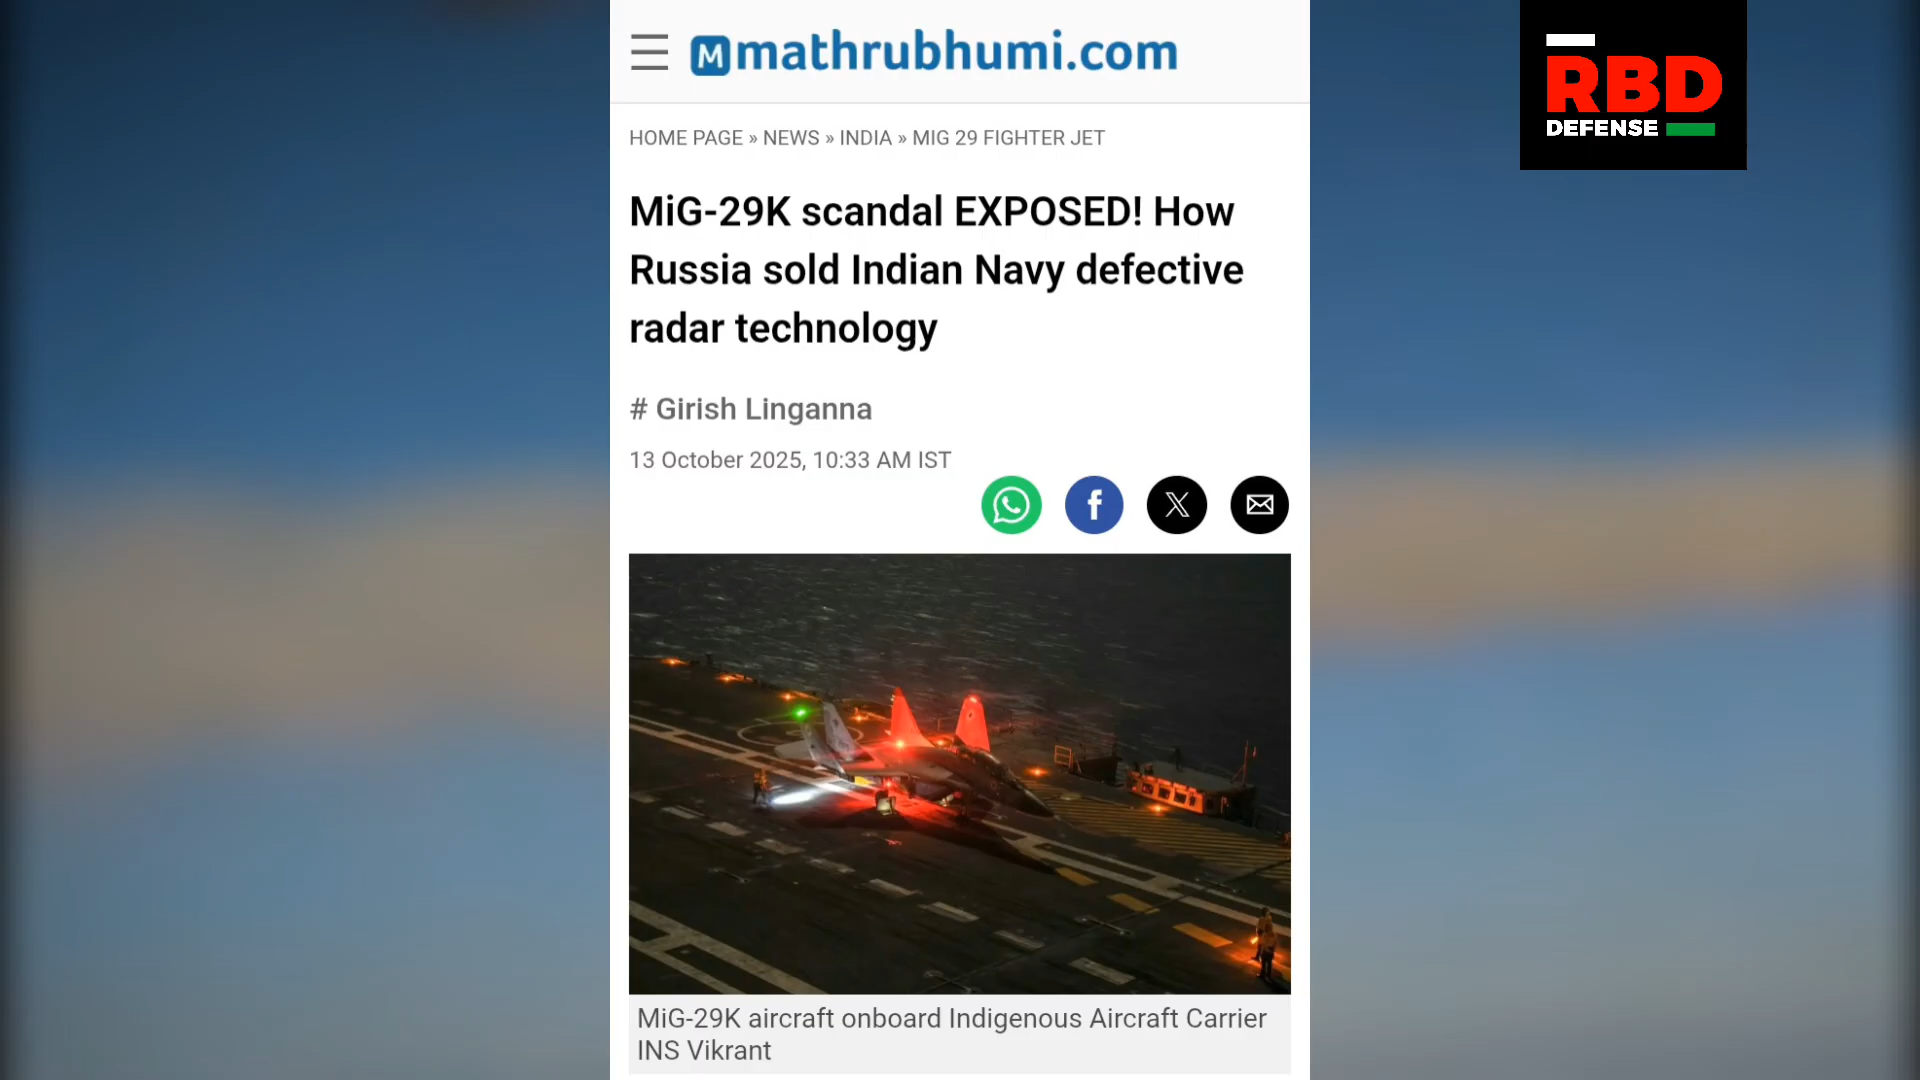 M mathrubhumi.com
RBD
DEFENSE
HOME PAGE » NEWS » INDIA » MIG 29 FIGHTER JET
MiG-29K scandal EXPOSED! How
Russia sold Indian Navy defective
radar technology
# Girish Linganna
13 October 2025, 10:33 AM IST
MiG-29K aircraft onboard Indigenous Aircraft Carrier
INS Vikrant